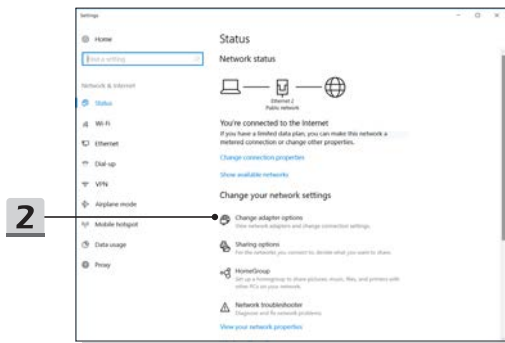 Settings
Home
Find a setting
Network & Internet
Status
Wi-Fi
Ethernet
Dial-up
VPN
Airplane mode
Mobile hotspot
Data usage
Proxy
Status
Network status
Ethernet 2
Public network
You're connected to the Internet
If you have a limited data plan, you can make this network a
metered connection or change other properties.
Change connection properties
Show available networks
Change your network settings
2
Change adapter options
View network adapters and change connection settings.
Sharing options
For the networks you connect to, decide what you want to share.
HomeGroup
Set up a homegroup to share pictures, music, files, and printers with
other PCs on your network.
Network troubleshooter
Diagnose and fix network problems.
View your network properties